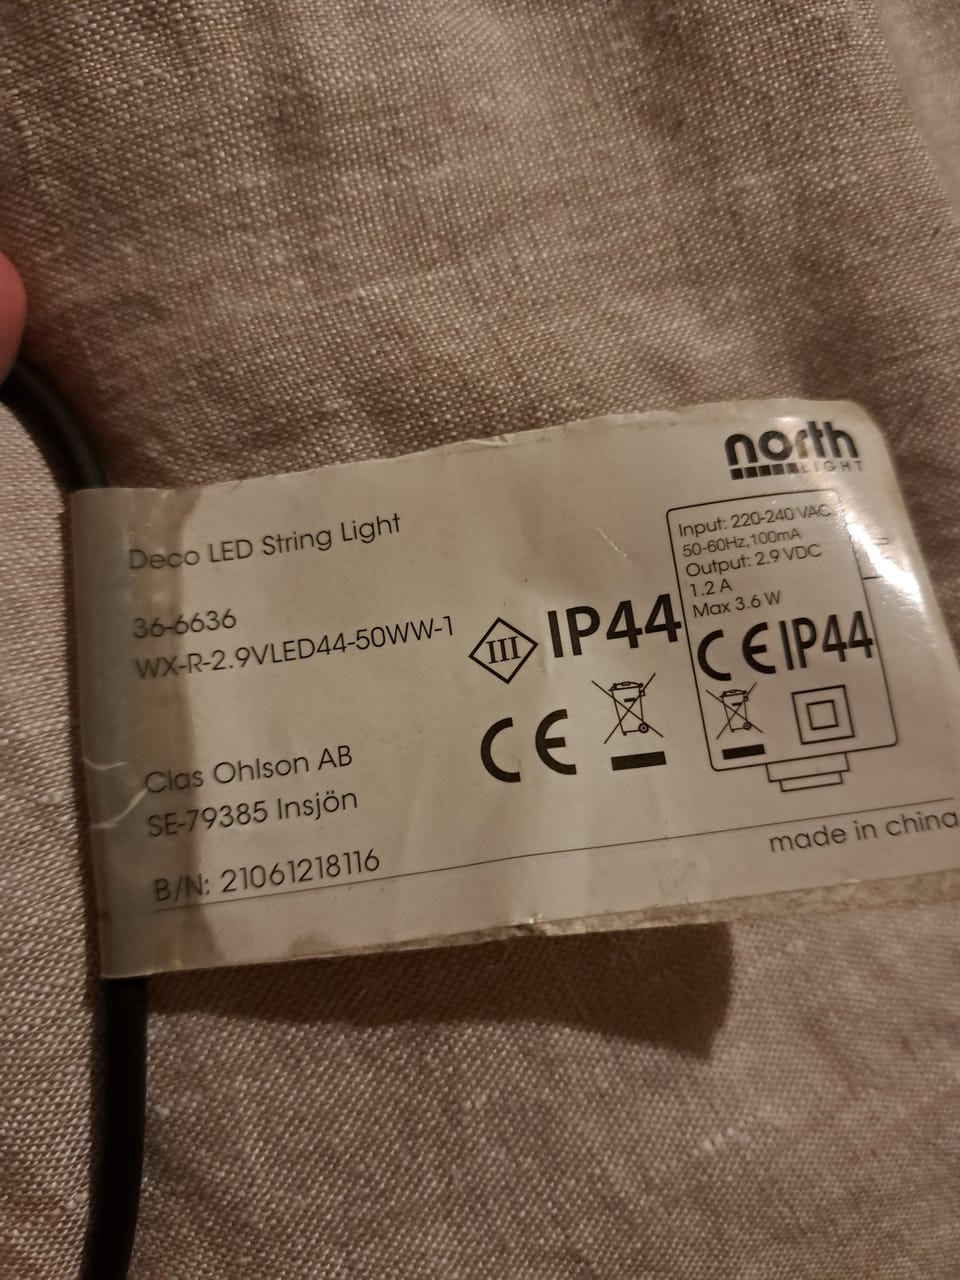 north
LIGHT
Deco LED String Light
36-6636
WX-R-2.9VLED44-50WW-1
III
IP44
CE
Input: 220-240 VAC
50-60Hz,100mA
Output: 2.9 VDC
1.2 A
Max 3.6 W
CE IP44
Clas Ohlson AB
SE-79385 Insjön
B/N: 21061218116
made in china